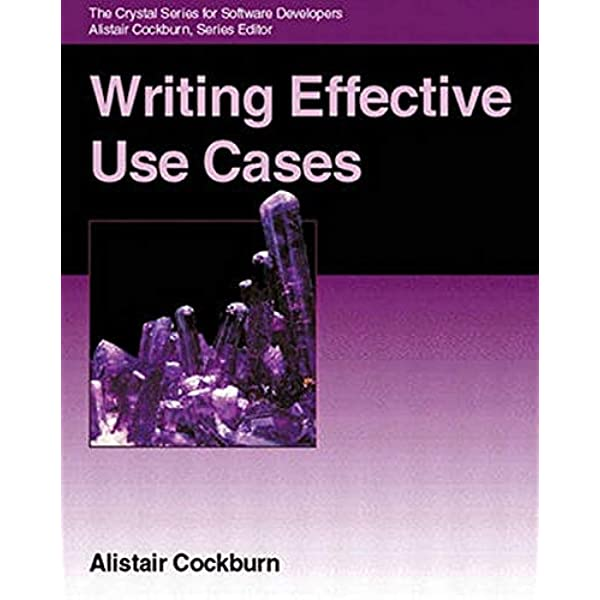 The Crystal Series for Software Developers
Alistair Cockburn, Series Editor
Writing Effective
Use Cases
Alistair Cockburn